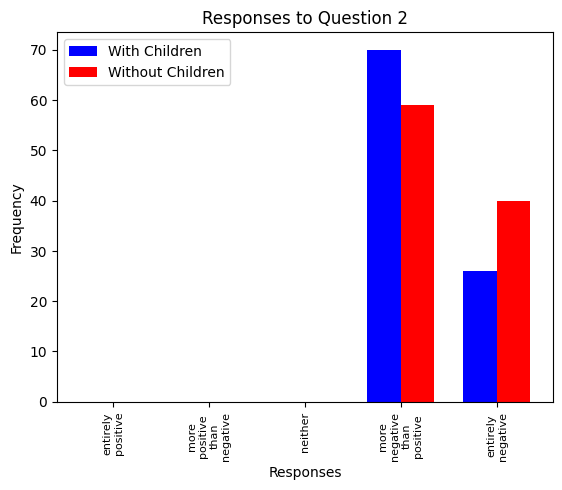 Responses to Question 2
With Children
Without Children
Frequency
70
60
50
40
30
20
10
0
entirely
positive
more
positive
than
negative
neither
more
negative
than
positive
entirely
negative
Responses